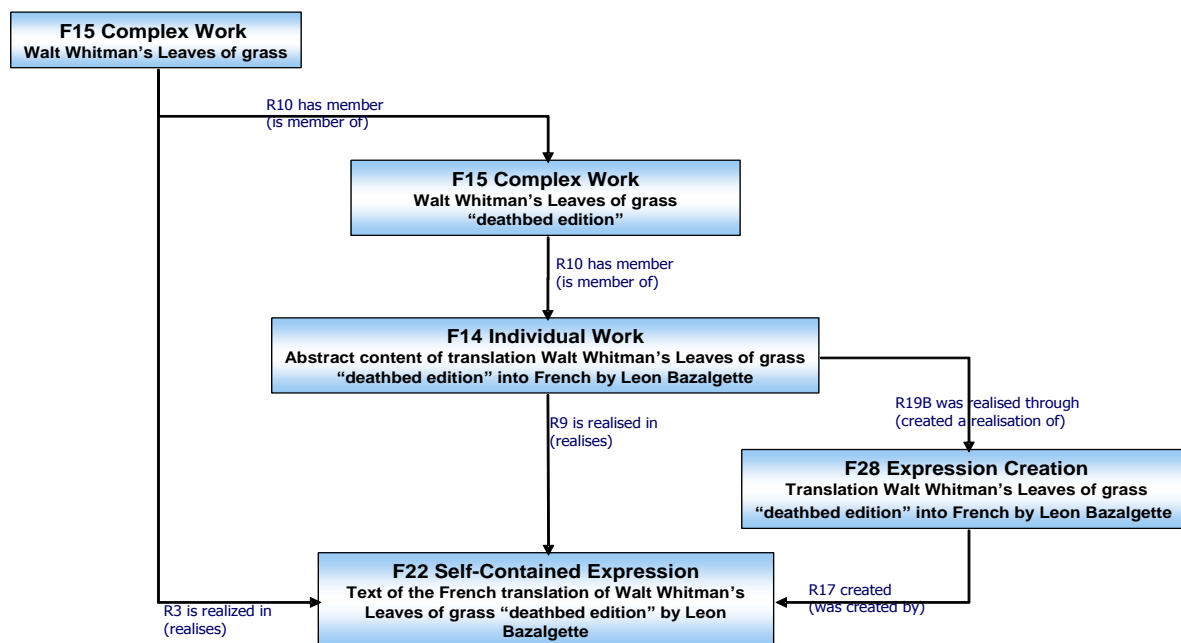 F15 Complex Work
Walt Whitman’s Leaves of grass
R10 has member
(is member of)
F15 Complex Work
Walt Whitman’s Leaves of grass
“deathbed edition”
R10 has member
(is member of)
F14 Individual Work
Abstract content of translation Walt Whitman’s Leaves of grass
“deathbed edition” into French by Leon Bazalgette
R19B was realised through
(created a realisation of)
R9 is realised in
(realises)
F28 Expression Creation
Translation Walt Whitman’s Leaves of grass
“deathbed edition” into French by Leon Bazalgette
F22 Self-Contained Expression
Text of the French translation of Walt Whitman’s
Leaves of grass “deathbed edition” by Leon
Bazalgette
R17 created
(was created by)
R3 is realized in
(realises)